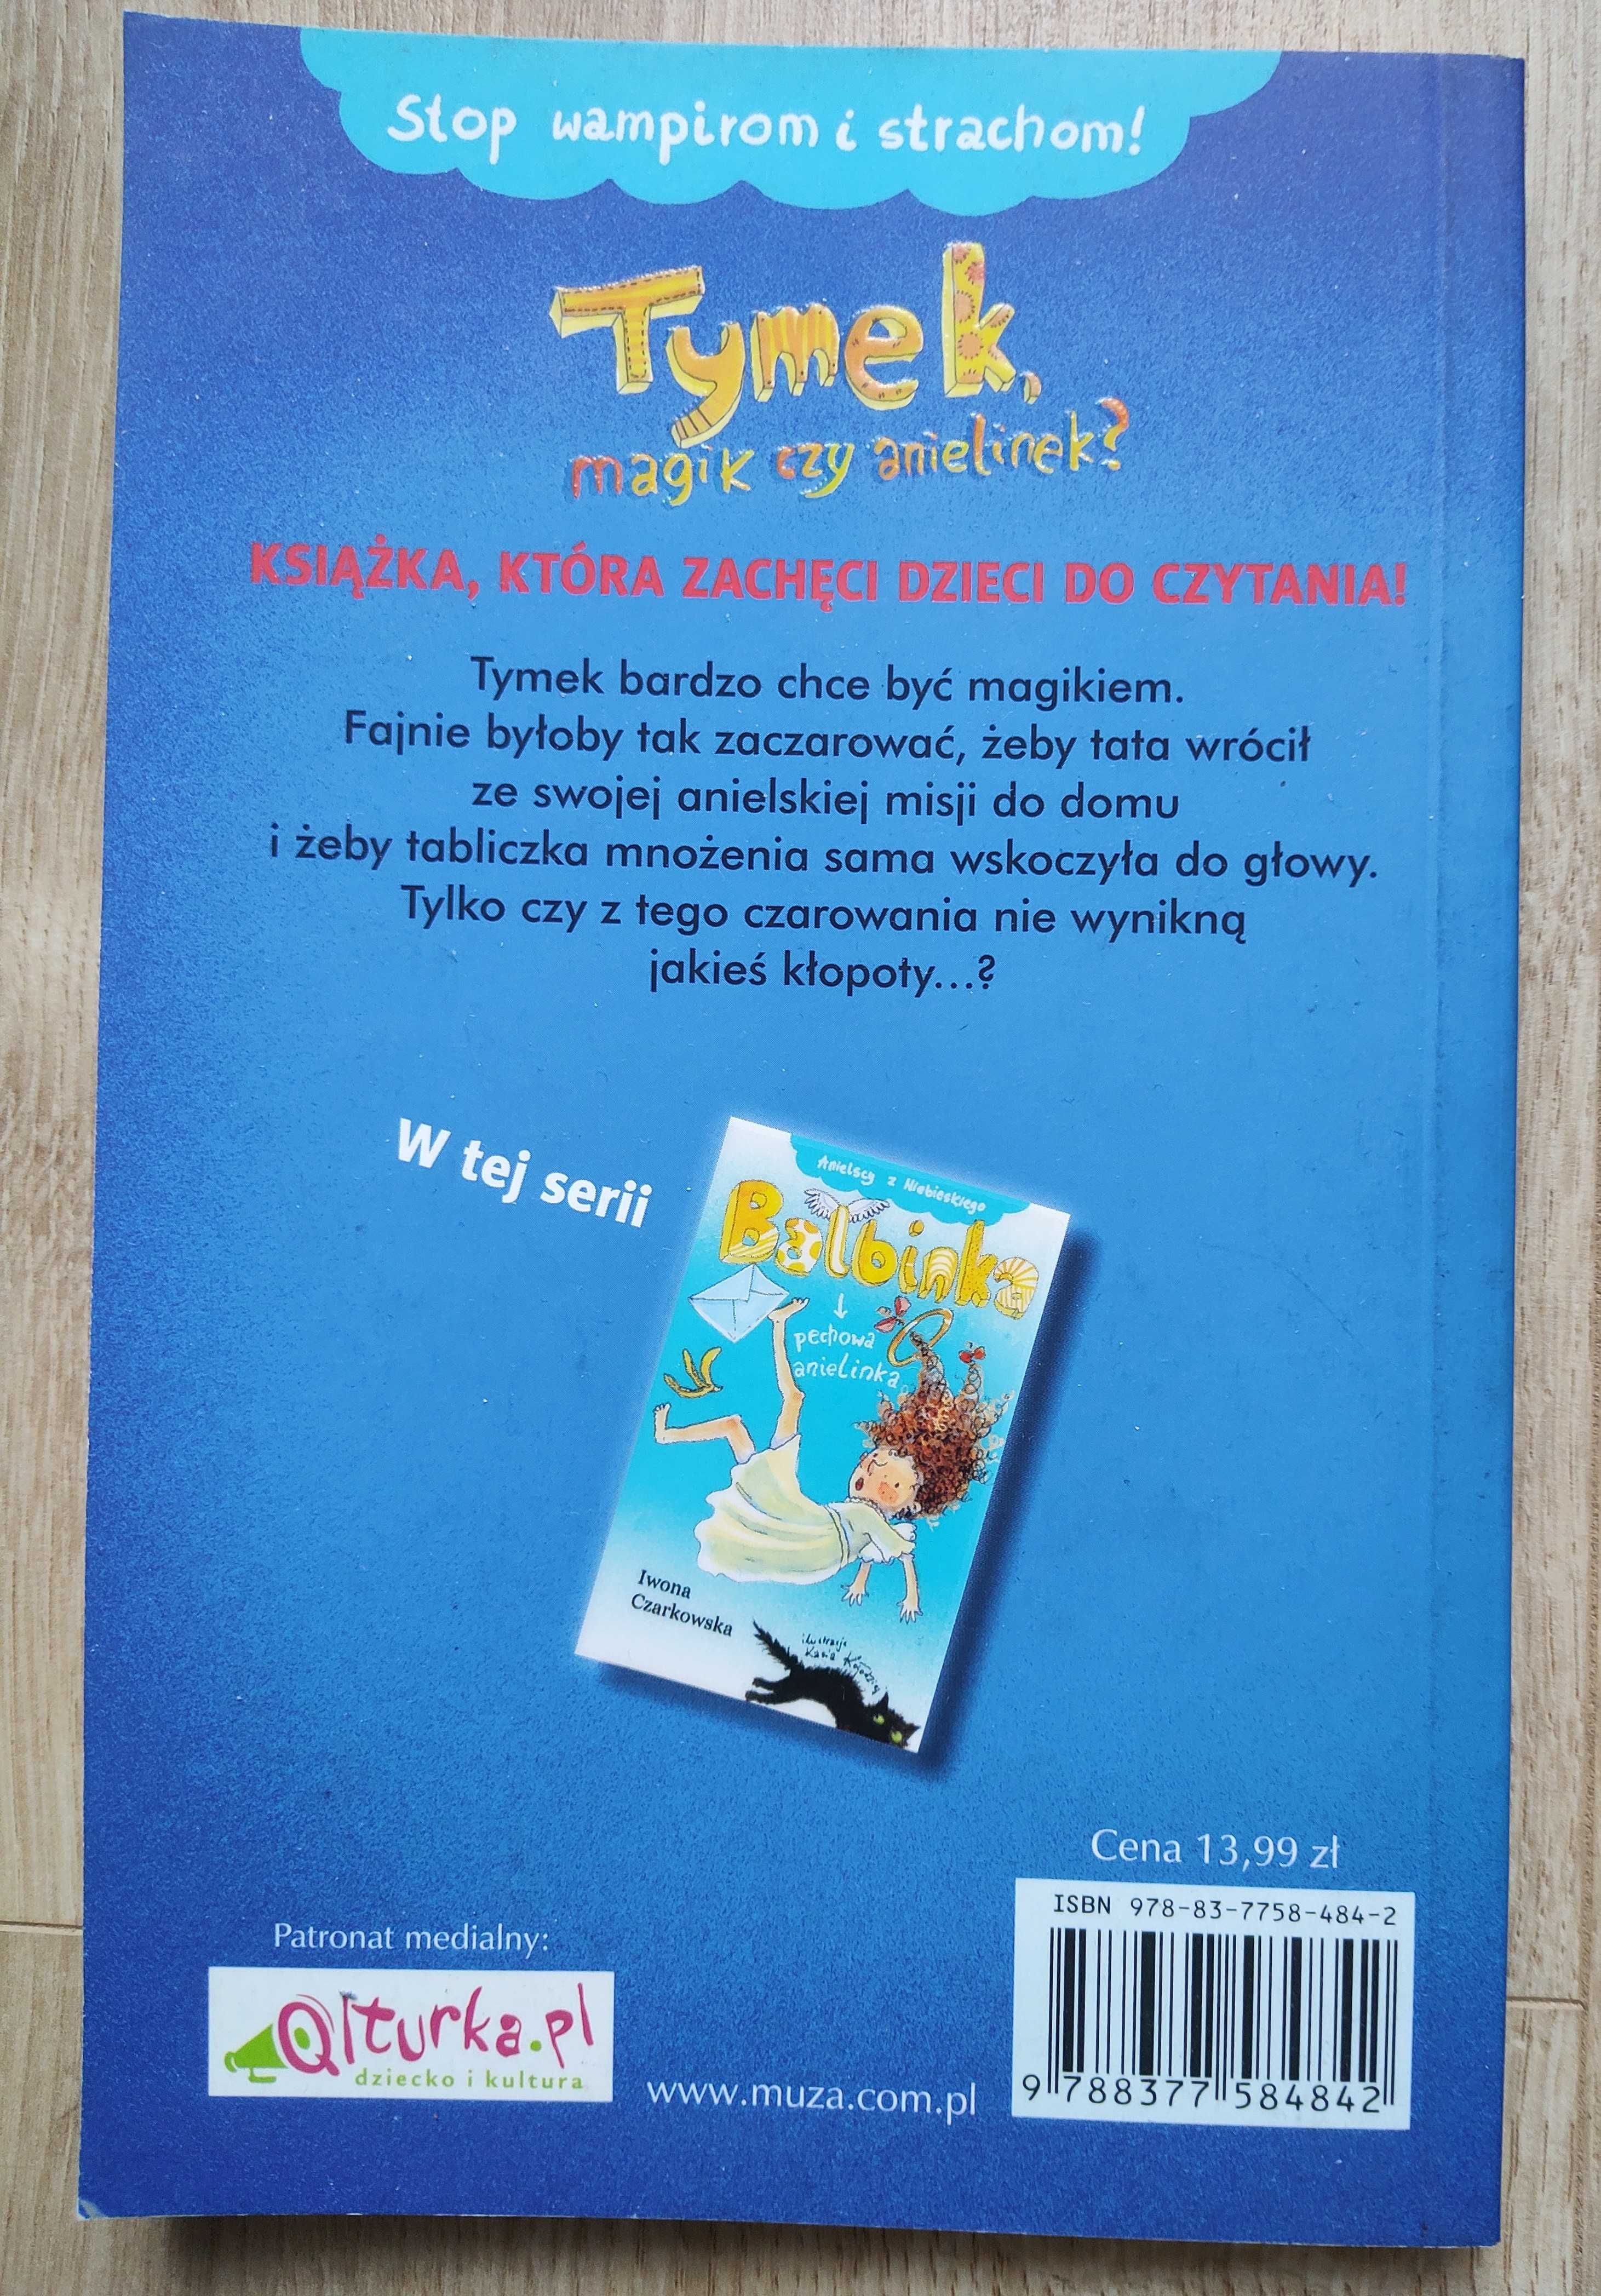 Stop wampirom i strachom!
Tymek,
magik czy anielinek?
KSIĄŻKA, KTÓRA ZACHĘCI DZIECI DO CZYTANIA!
Tymek bardzo chce być magikiem.
Fajnie byłoby tak zaczarować, żeby tata wrócił
ze swojej anielskiej misji do domu
i żeby tabliczka mnożenia sama wskoczyła do głowy.
Tylko czy z tego czarowania nie wynikną
jakieś kłopoty...?
W tej serii
Anielscy z Niebieskiego
Balbinka
pechowa
anielinka
Iwona
Czarkowska
ilustracje
Kasia Kołodziej
Cena 13,99 zł
ISBN 978-83-7758-484-2
9 788377 584842
Patronat medialny:
Qlturka.pl
dziecko i kultura
www.muza.com.pl